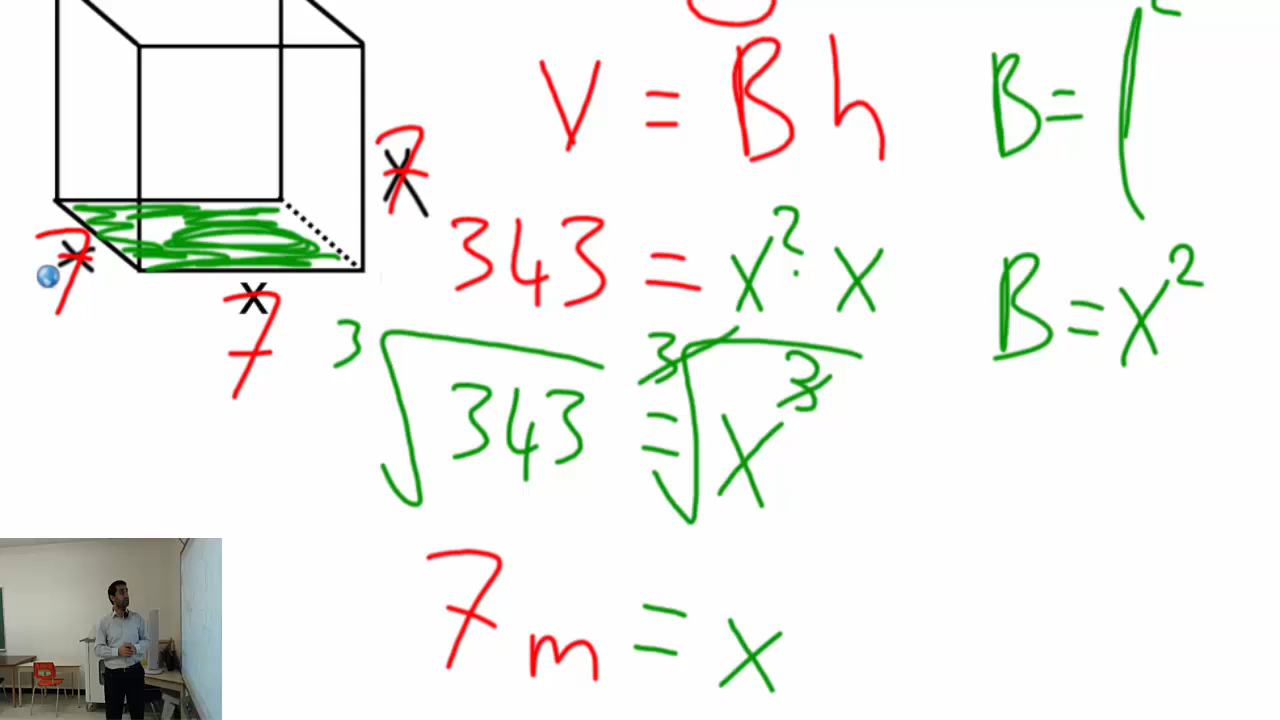 V = Bh
B = l²
x 7
343 = x² · x
B = x²
x 7
x 7
∛343 = ∛x³
7m = x